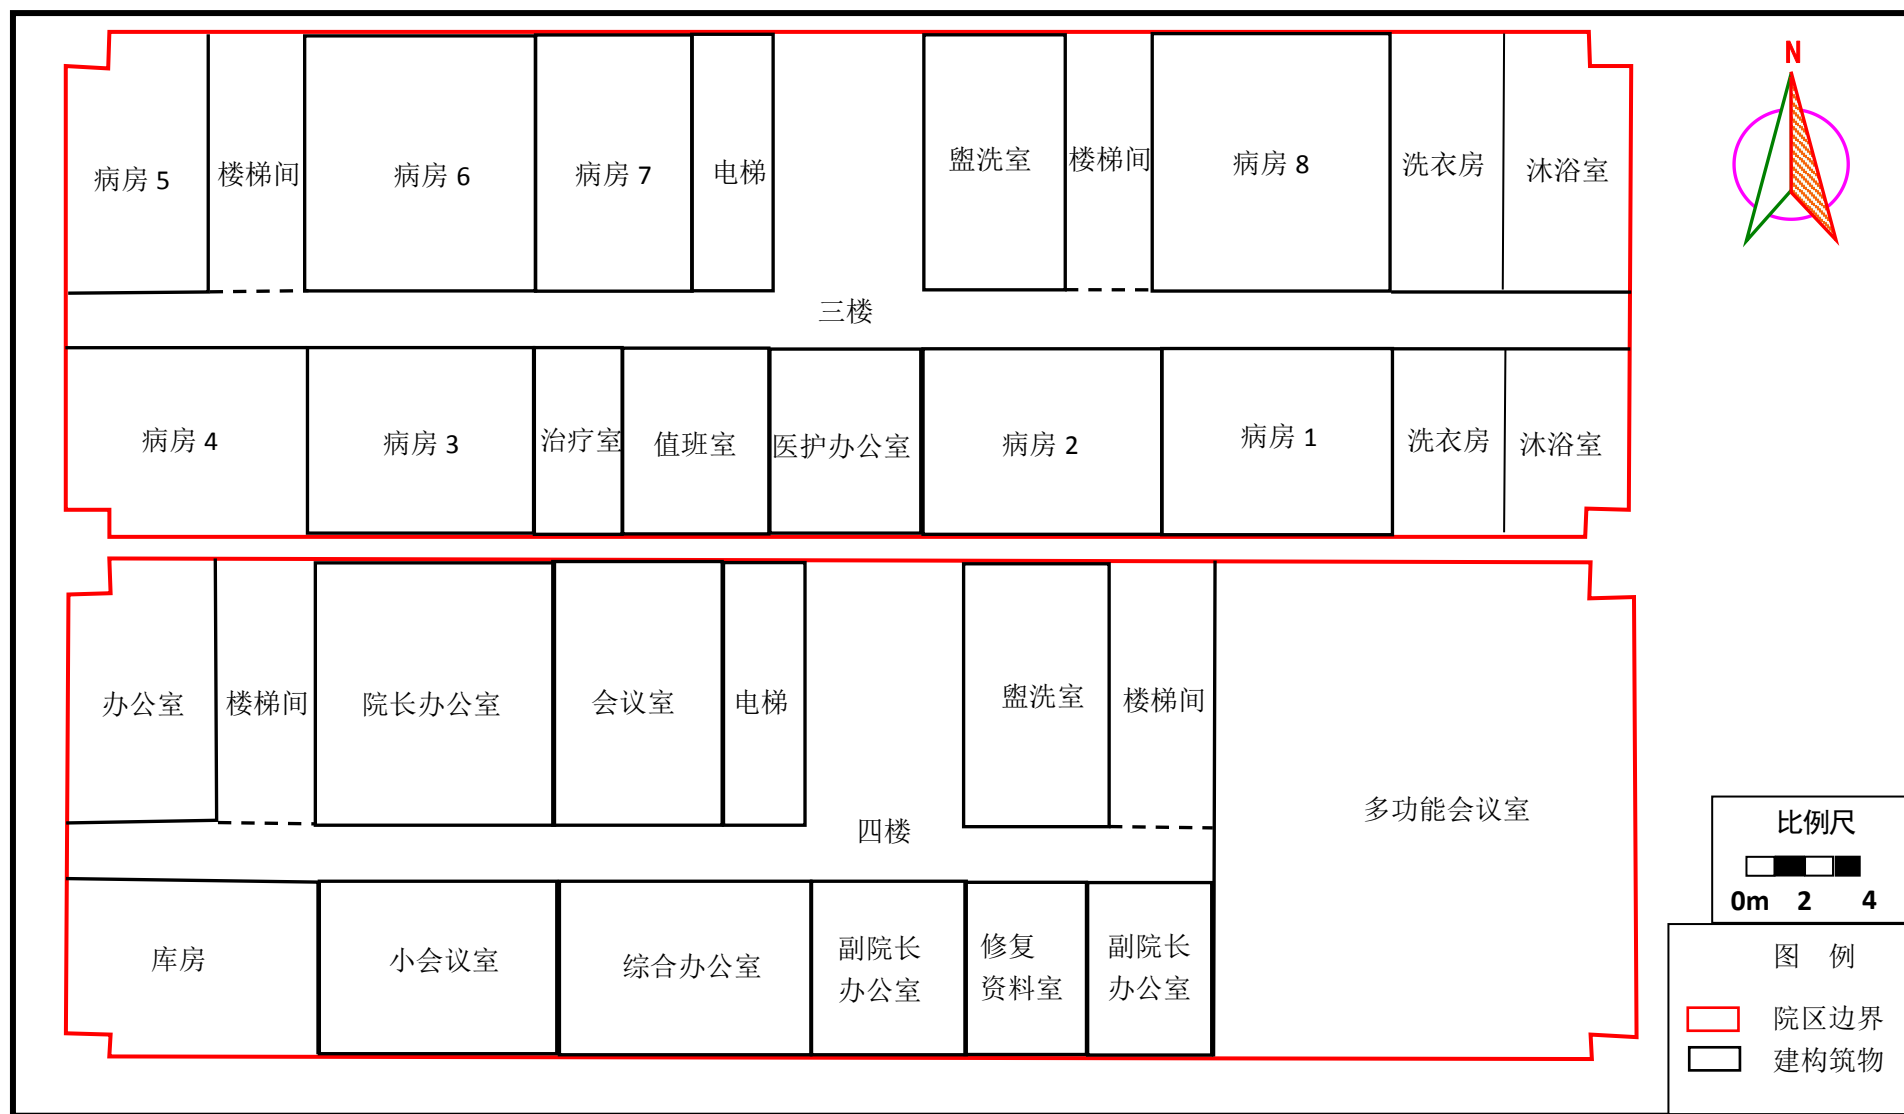 N
病房 5
楼梯间
病房 6
病房 7
电梯
盥洗室
楼梯间
病房 8
洗衣房
沐浴室
三楼
病房 4
病房 3
治疗室
值班室
医护办公室
病房 2
病房 1
洗衣房
沐浴室
办公室
楼梯间
院长办公室
会议室
电梯
盥洗室
楼梯间
多功能会议室
四楼
库房
小会议室
综合办公室
副院长
办公室
修复
资料室
副院长
办公室
比例尺
0m 2 4
图 例
院区边界
建构筑物